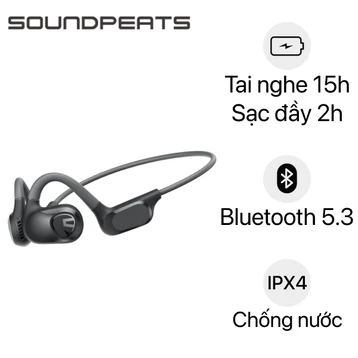 SOUNDPEATS
Tai nghe 15h
Sạc đầy 2h
Bluetooth 5.3
IPX4
Chống nước